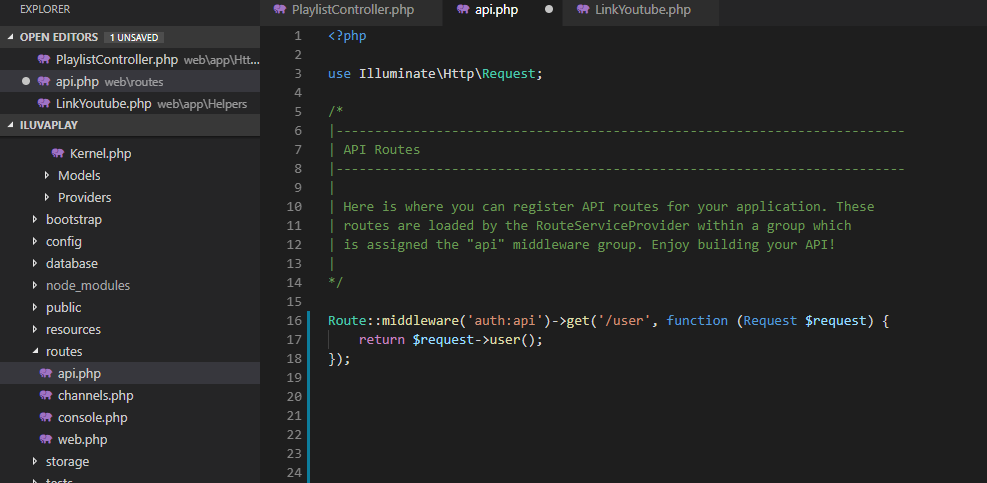 EXPLORER
OPEN EDITORS 1 UNSAVED
PlaylistController.php web\app\Htt...
api.php web\routes
LinkYoutube.php web\app\Helpers
ILUVAPLAY
Kernel.php
Models
Providers
bootstrap
config
database
node_modules
public
resources
routes
api.php
channels.php
console.php
web.php
storage
tests
PlaylistController.php
api.php
LinkYoutube.php
1 <?php
2
3 use Illuminate\Http\Request;
4
5 /*
6 |--------------------------------------------------------------------------
7 | API Routes
8 |--------------------------------------------------------------------------
9 |
10 | Here is where you can register API routes for your application. These
11 | routes are loaded by the RouteServiceProvider within a group which
12 | is assigned the "api" middleware group. Enjoy building your API!
13 |
14 */
15
16 Route::middleware('auth:api')->get('/user', function (Request $request) {
17     return $request->user();
18 });
19
20
21
22
23
24